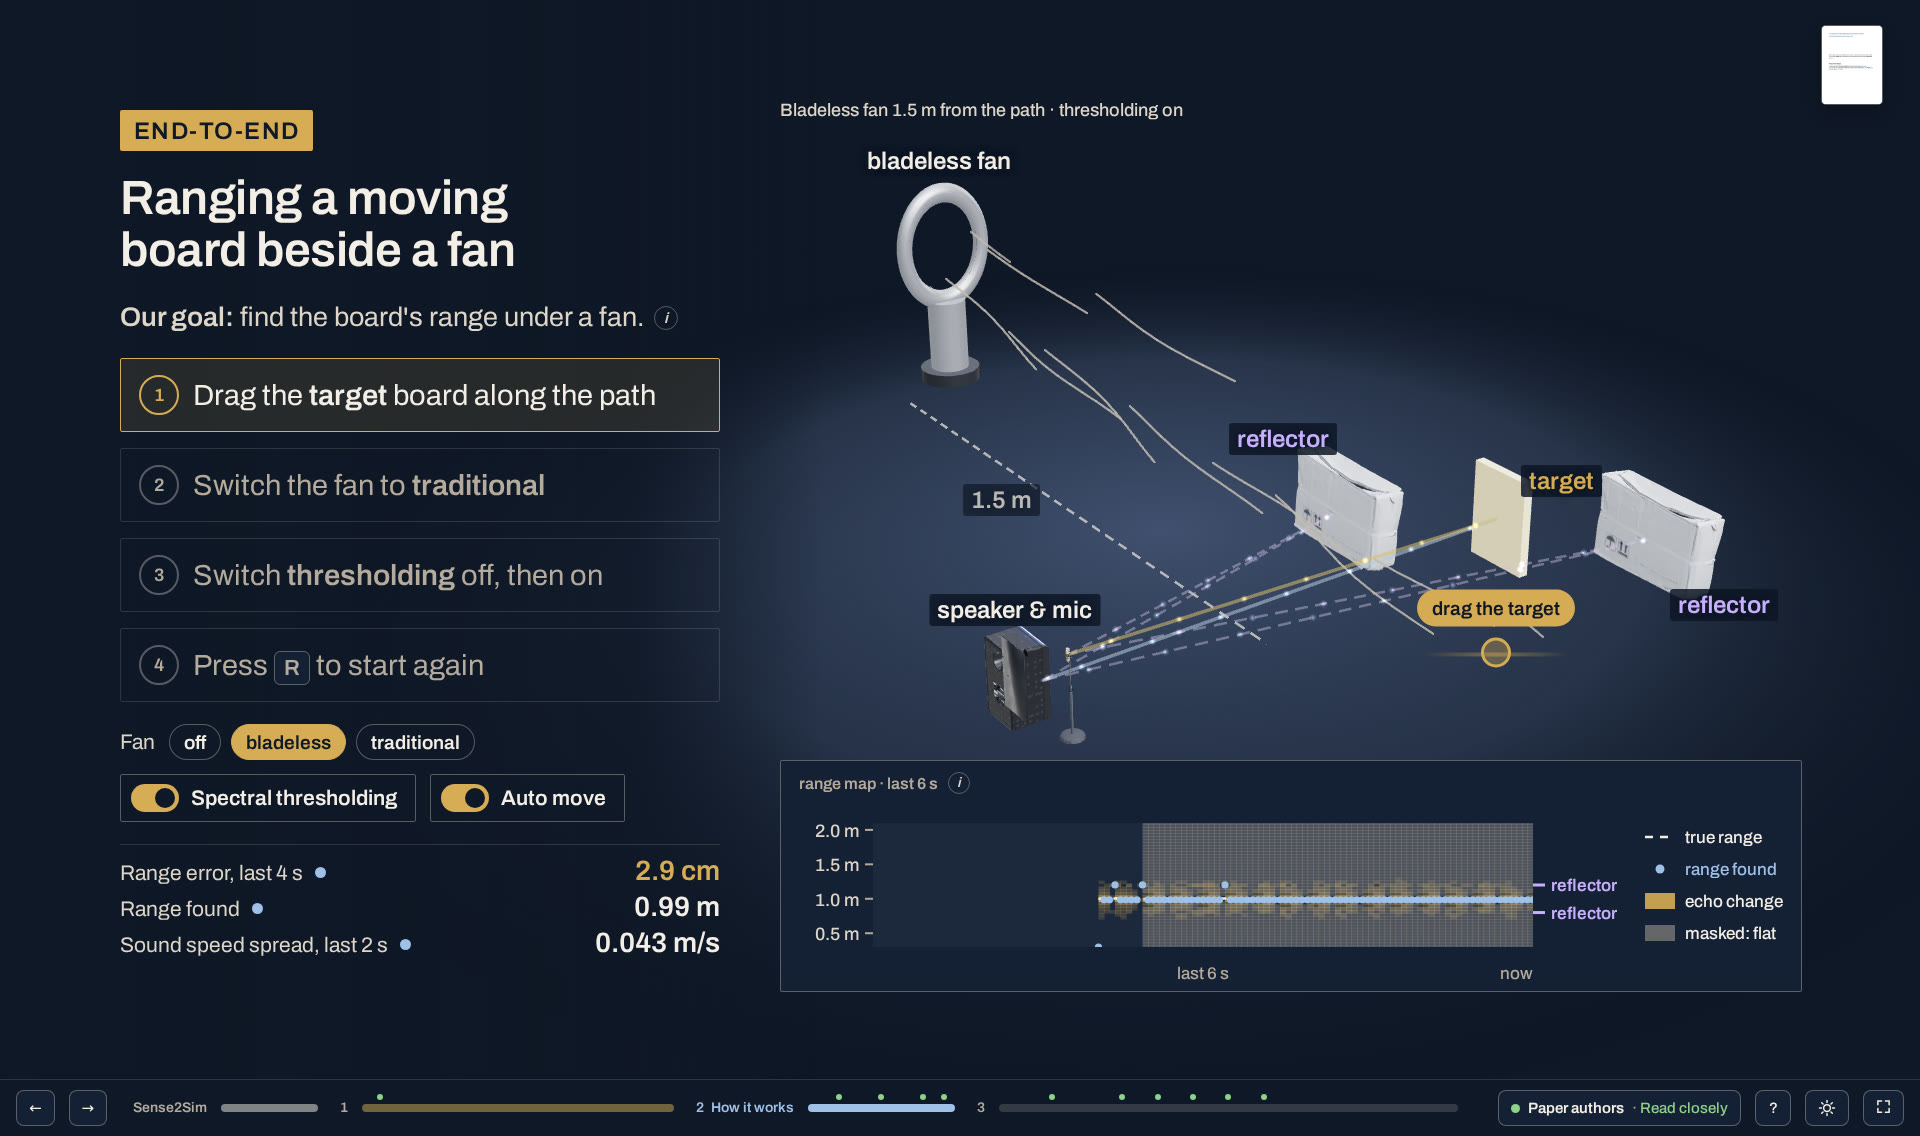 END-TO-END
Ranging a moving
board beside a fan
Our goal: find the board's range under a fan. i
1 Drag the target board along the path
2 Switch the fan to traditional
3 Switch thresholding off, then on
4 Press R to start again
Fan off bladeless traditional
Spectral thresholding Auto move
Range error, last 4 s 2.9 cm
Range found 0.99 m
Sound speed spread, last 2 s 0.043 m/s
Bladeless fan 1.5 m from the path · thresholding on
bladeless fan
reflector
target
1.5 m
speaker & mic
drag the target
reflector
range map · last 6 s i
2.0 m
1.5 m
1.0 m
0.5 m
reflector
reflector
last 6 s now
true range
range found
echo change
masked: flat
← → Sense2Sim 1 2 How it works 3 Paper authors · Read closely ?